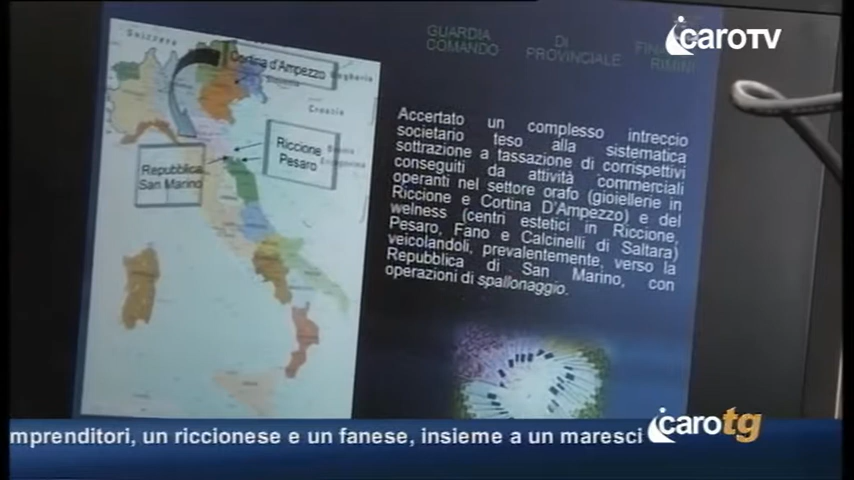 icaroTV
GUARDIA DI FINANZA
COMANDO PROVINCIALE RIMINI
Svizzera
Cortina d'Ampezzo
Ungheria
Slovenia
Croazia
Riccione
Pesaro
Repubblica
San Marino
Accertato un complesso intreccio
societario teso alla sistematica
sottrazione a tassazione di corrispettivi
conseguiti da attività commerciali
operanti nel settore orafo (gioiellerie in
Riccione e Cortina D'Ampezzo) e del
welness (centri estetici in Riccione,
Pesaro, Fano e Calcinelli di Saltara)
veicolandoli, prevalentemente, verso la
Repubblica di San Marino, con
operazioni di spallonaggio.
mprenditori, un riccionese e un fanese, insieme a un maresci
icarotg